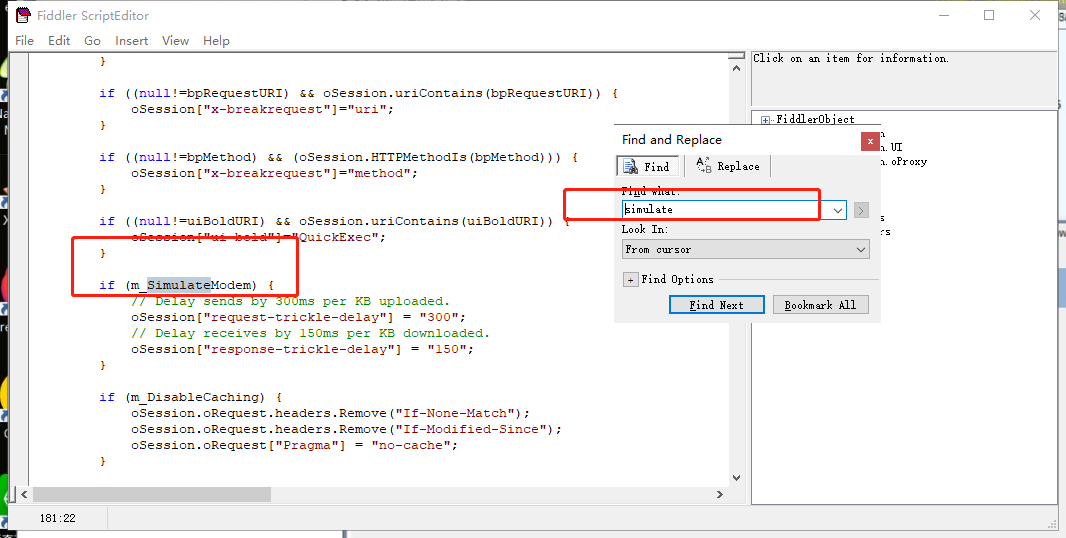 Fiddler ScriptEditor
File Edit Go Insert View Help
}
if ((null!=bpRequestURI) && oSession.uriContains(bpRequestURI)) {
oSession["x-breakrequest"]="uri";
}
if ((null!=bpMethod) && (oSession.HTTPMethodIs(bpMethod))) {
oSession["x-breakrequest"]="method";
}
if ((null!=uiBoldURI) && oSession.uriContains(uiBoldURI)) {
oSession["ui-bold"]="QuickExec";
}
if (m_SimulateModem) {
// Delay sends by 300ms per KB uploaded.
oSession["request-trickle-delay"] = "300";
// Delay receives by 150ms per KB downloaded.
oSession["response-trickle-delay"] = "150";
}
if (m_DisableCaching) {
oSession.oRequest.headers.Remove("If-None-Match");
oSession.oRequest.headers.Remove("If-Modified-Since");
oSession.oRequest["Pragma"] = "no-cache";
}
181:22
Click on an item for information.
FiddlerObject
n
n.UI
n.oProxy
s
rs
Find and Replace
x
Find
Replace
Find what:
simulate
Look In:
From cursor
+ Find Options
Find Next
Bookmark All